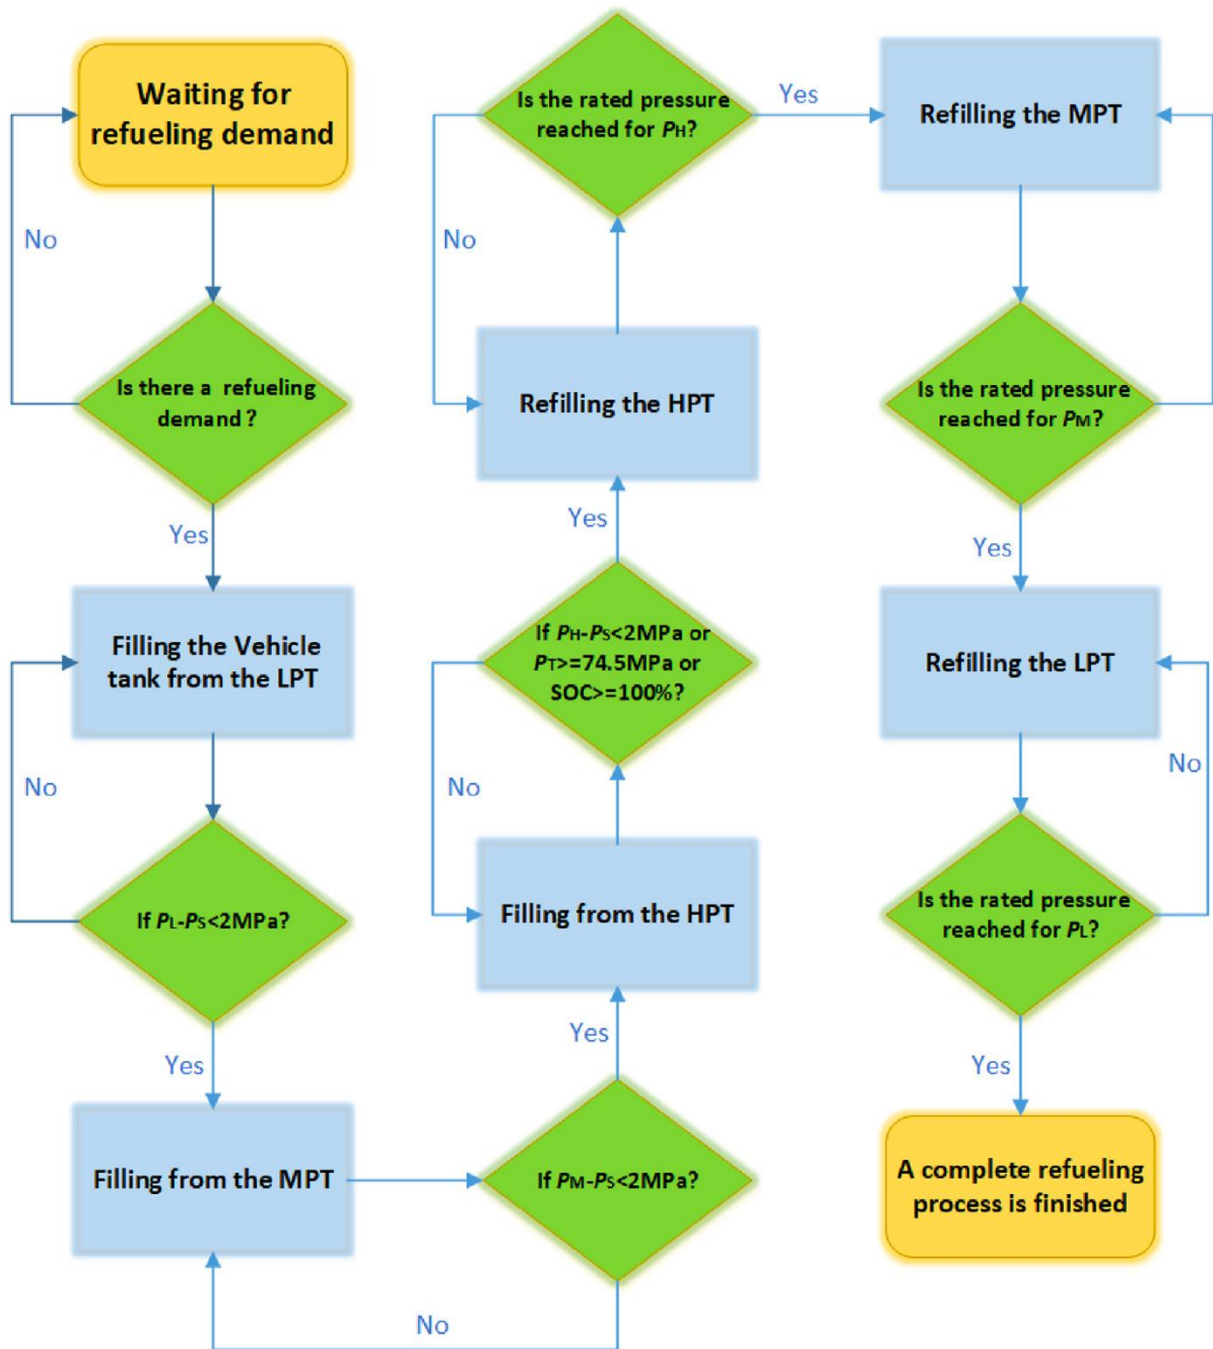 Waiting for
refueling demand
No
Is there a refueling
demand?
Yes
Filling the Vehicle
tank from the LPT
No
If PL-PS<2MPa?
Yes
Filling from the MPT
If PM-PS<2MPa?
No
Yes
Filling from the HPT
No
If PH-PS<2MPa or
PT>=74.5MPa or
SOC>=100%?
Yes
Refilling the HPT
No
Is the rated pressure
reached for PH?
Yes
Refilling the MPT
Is the rated pressure
reached for PM?
Yes
Refilling the LPT
No
Is the rated pressure
reached for PL?
Yes
A complete refueling
process is finished